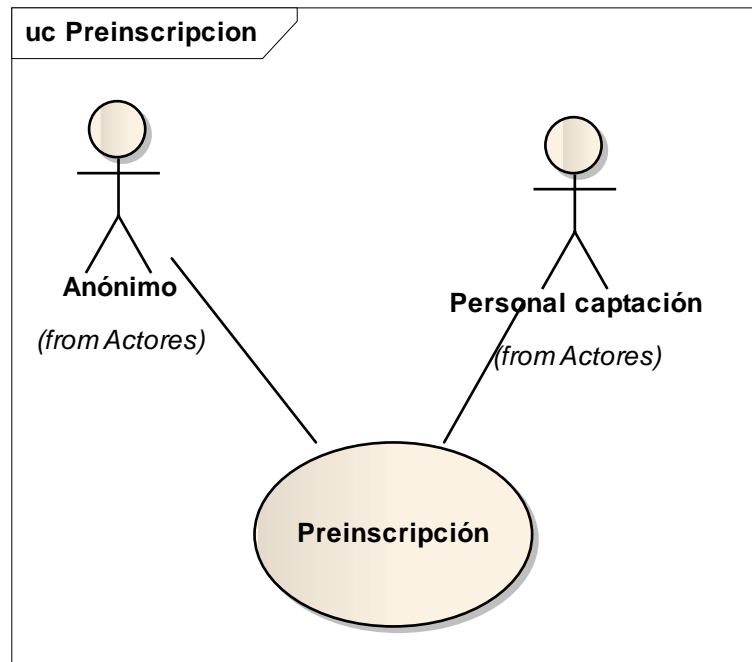 uc Preinscripcion
Anónimo
(from Actores)
Personal captación
(from Actores)
Preinscripción